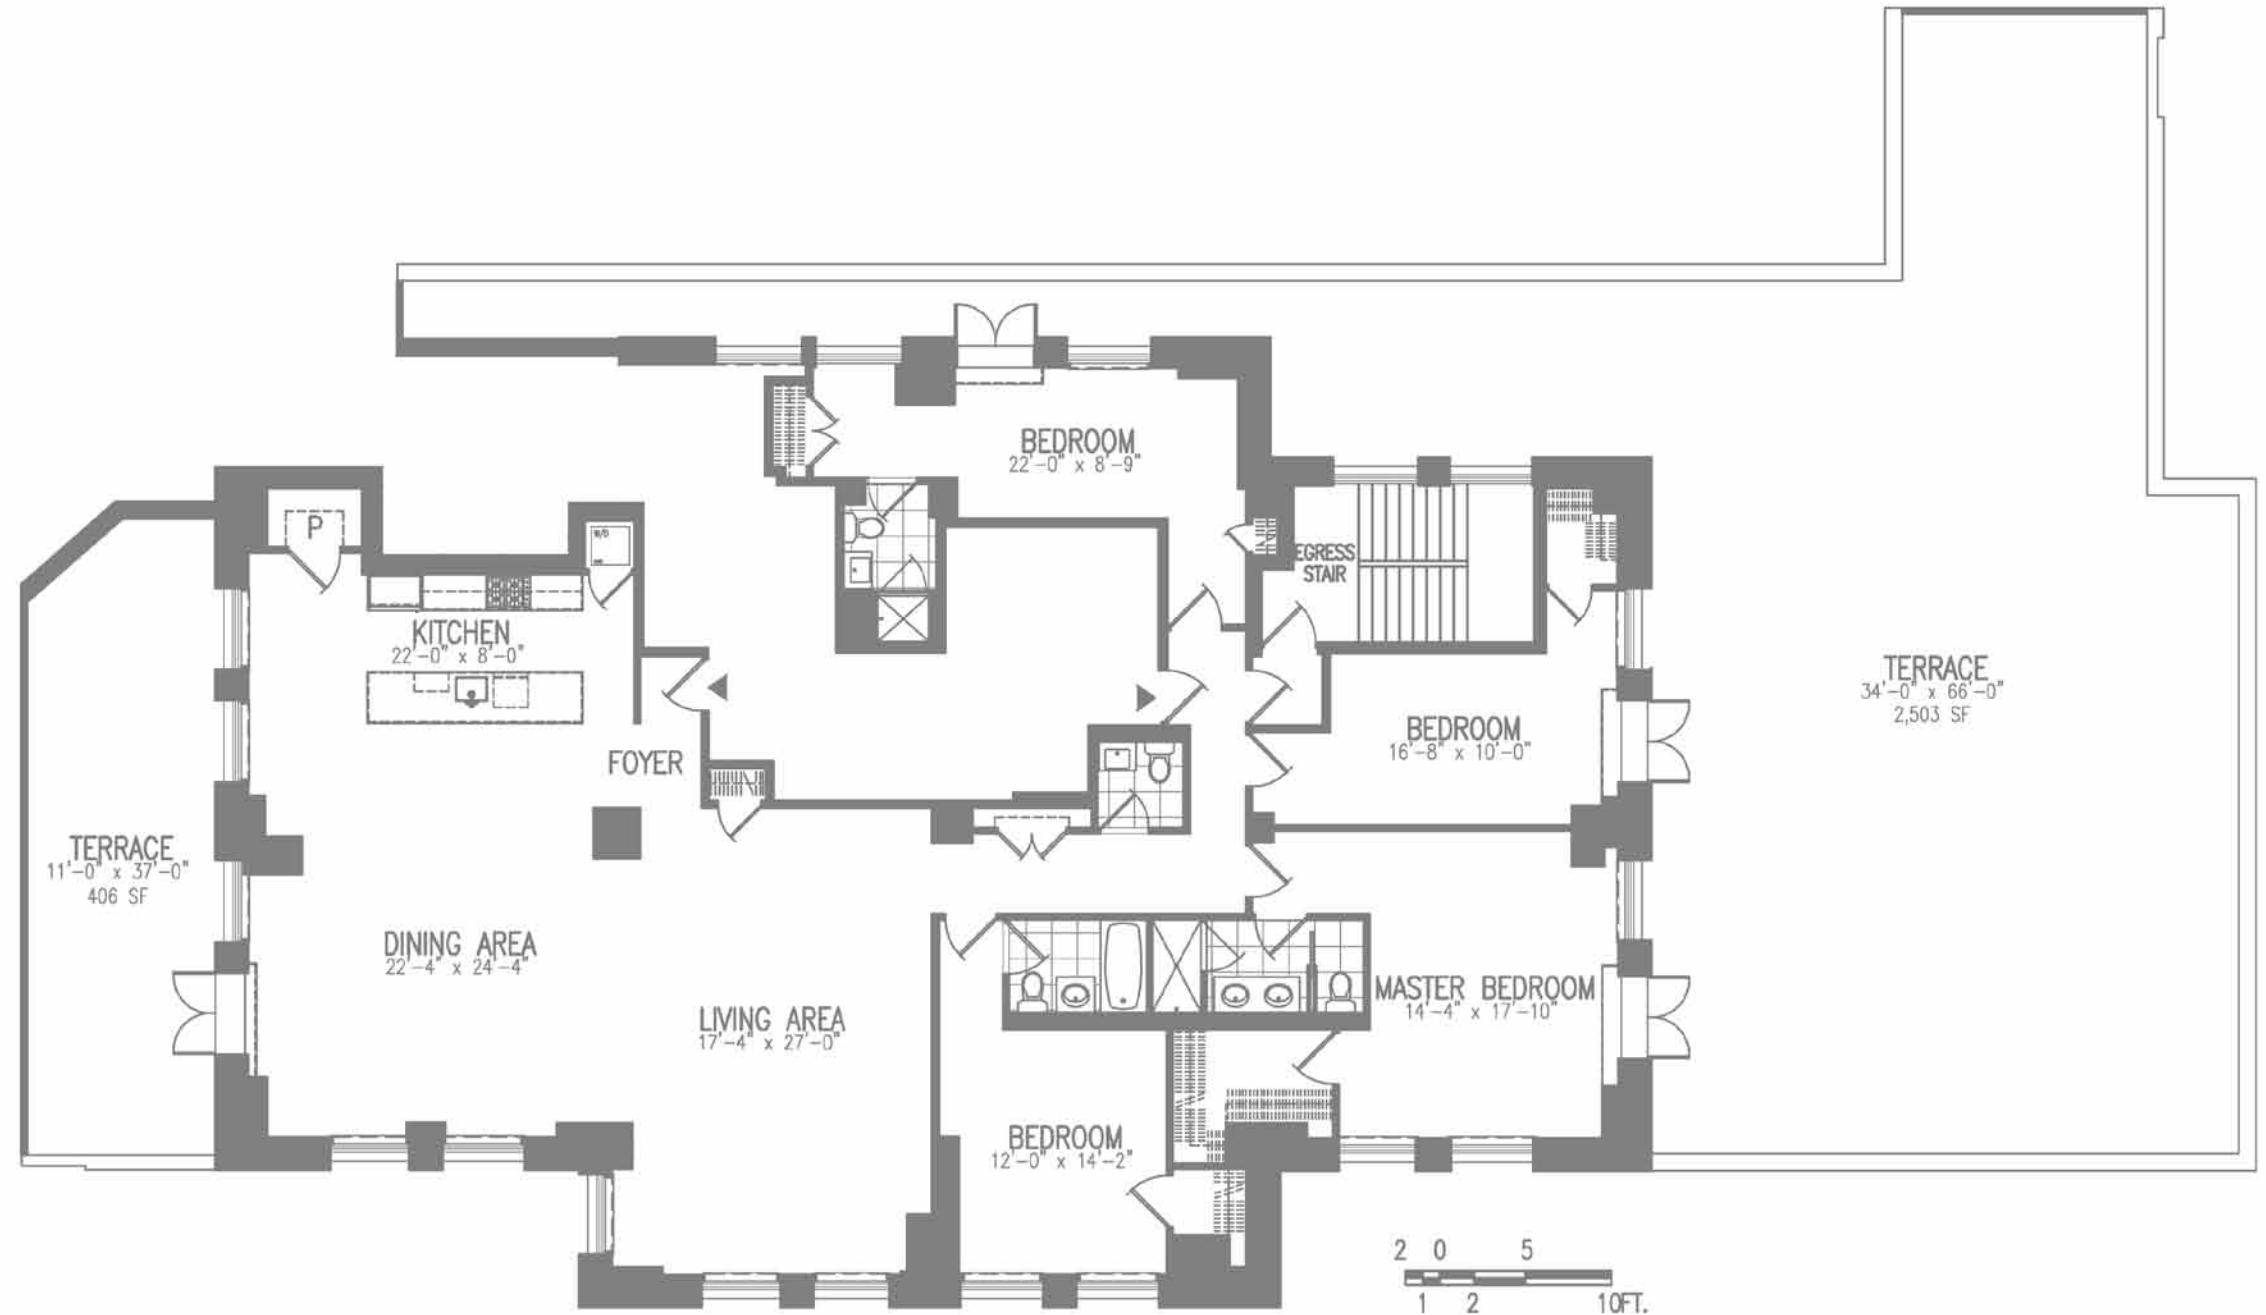 BEDROOM
22'-0" x 8'-9"
P
EGRESS
STAIR
KITCHEN
22'-0" x 8'-0"
FOYER
BEDROOM
16'-8" x 10'-0"
TERRACE
34'-0" x 66'-0"
2,503 SF
TERRACE
11'-0" x 37'-0"
406 SF
DINING AREA
22'-4" x 24'-4"
LIVING AREA
17'-4" x 27'-0"
MASTER BEDROOM
14'-4" x 17'-10"
BEDROOM
12'-0" x 14'-2"
2 0 5
1 2 10FT.